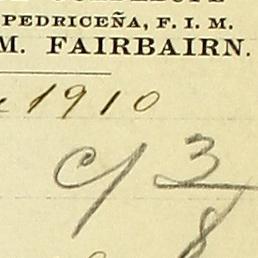 PEDRICEÑA, F. I. M.
M. FAIRBAIRN.
1910
c/ 3
8